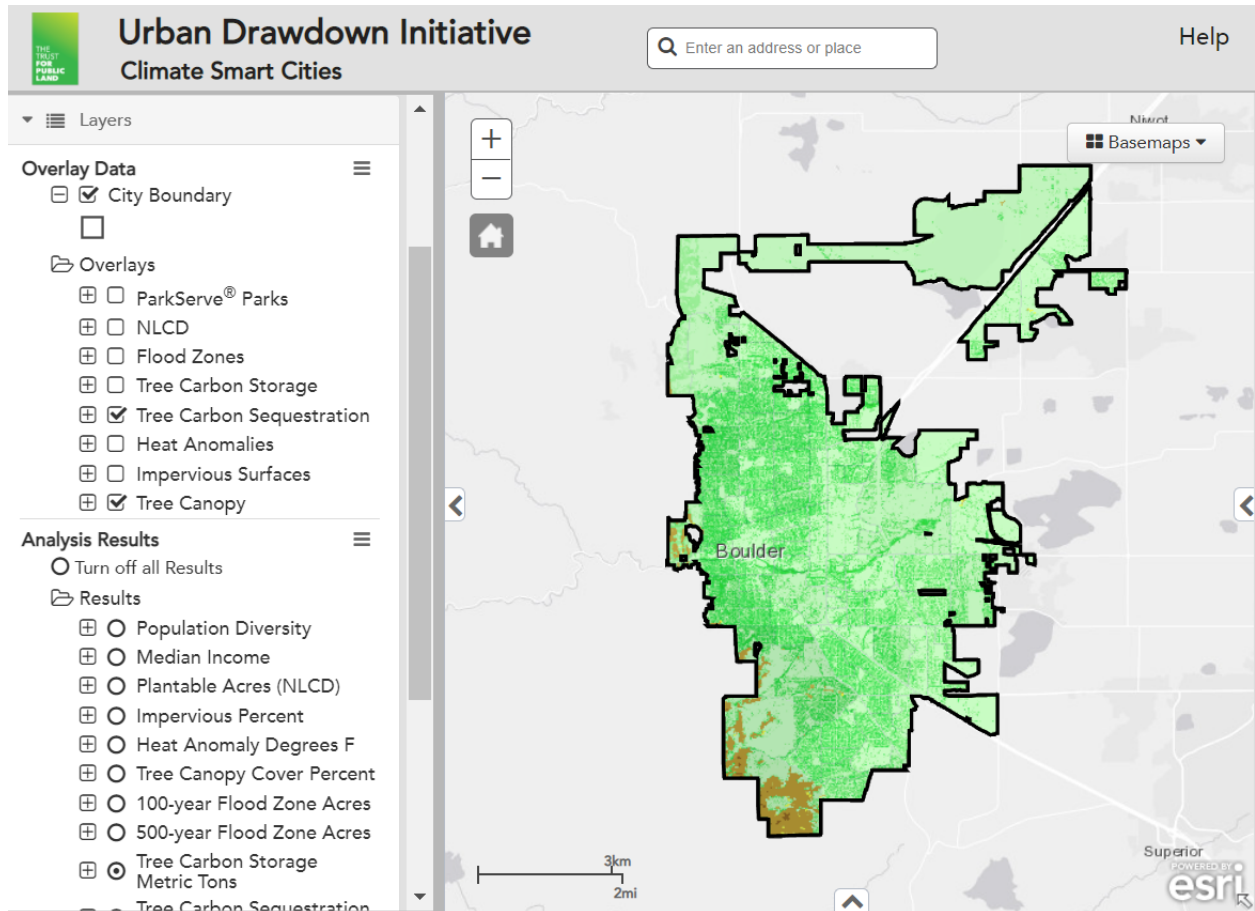 THE
TRUST
FOR
PUBLIC
LAND
Urban Drawdown Initiative
Climate Smart Cities
Enter an address or place
Help
Layers
Overlay Data
City Boundary
Overlays
ParkServe® Parks
NLCD
Flood Zones
Tree Carbon Storage
Tree Carbon Sequestration
Heat Anomalies
Impervious Surfaces
Tree Canopy
Analysis Results
Turn off all Results
Results
Population Diversity
Median Income
Plantable Acres (NLCD)
Impervious Percent
Heat Anomaly Degrees F
Tree Canopy Cover Percent
100-year Flood Zone Acres
500-year Flood Zone Acres
Tree Carbon Storage
Metric Tons
Tree Carbon Sequestration
+
−
Niwot
Basemaps
Boulder
3km
2mi
Superior
POWERED BY
esri